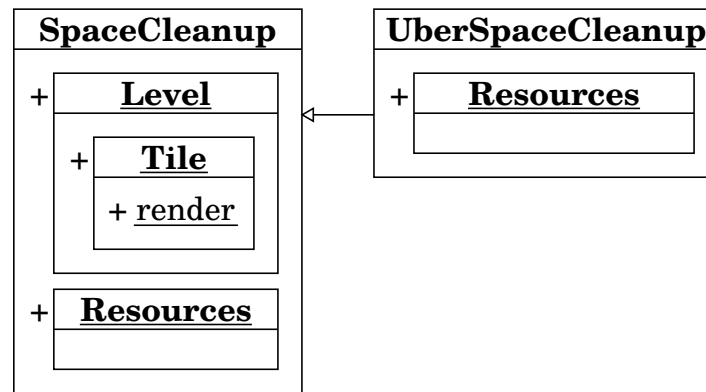 SpaceCleanup
+ Level
+ Tile
+ render
+ Resources
UberSpaceCleanup
+ Resources